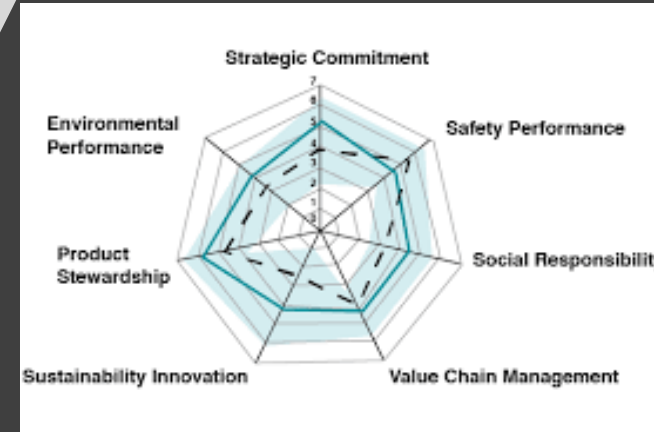 Strategic Commitment
7
6
5
4
3
2
1
Environmental
Performance
Safety Performance
Product
Stewardship
Social Responsibilit
Sustainability Innovation
Value Chain Management